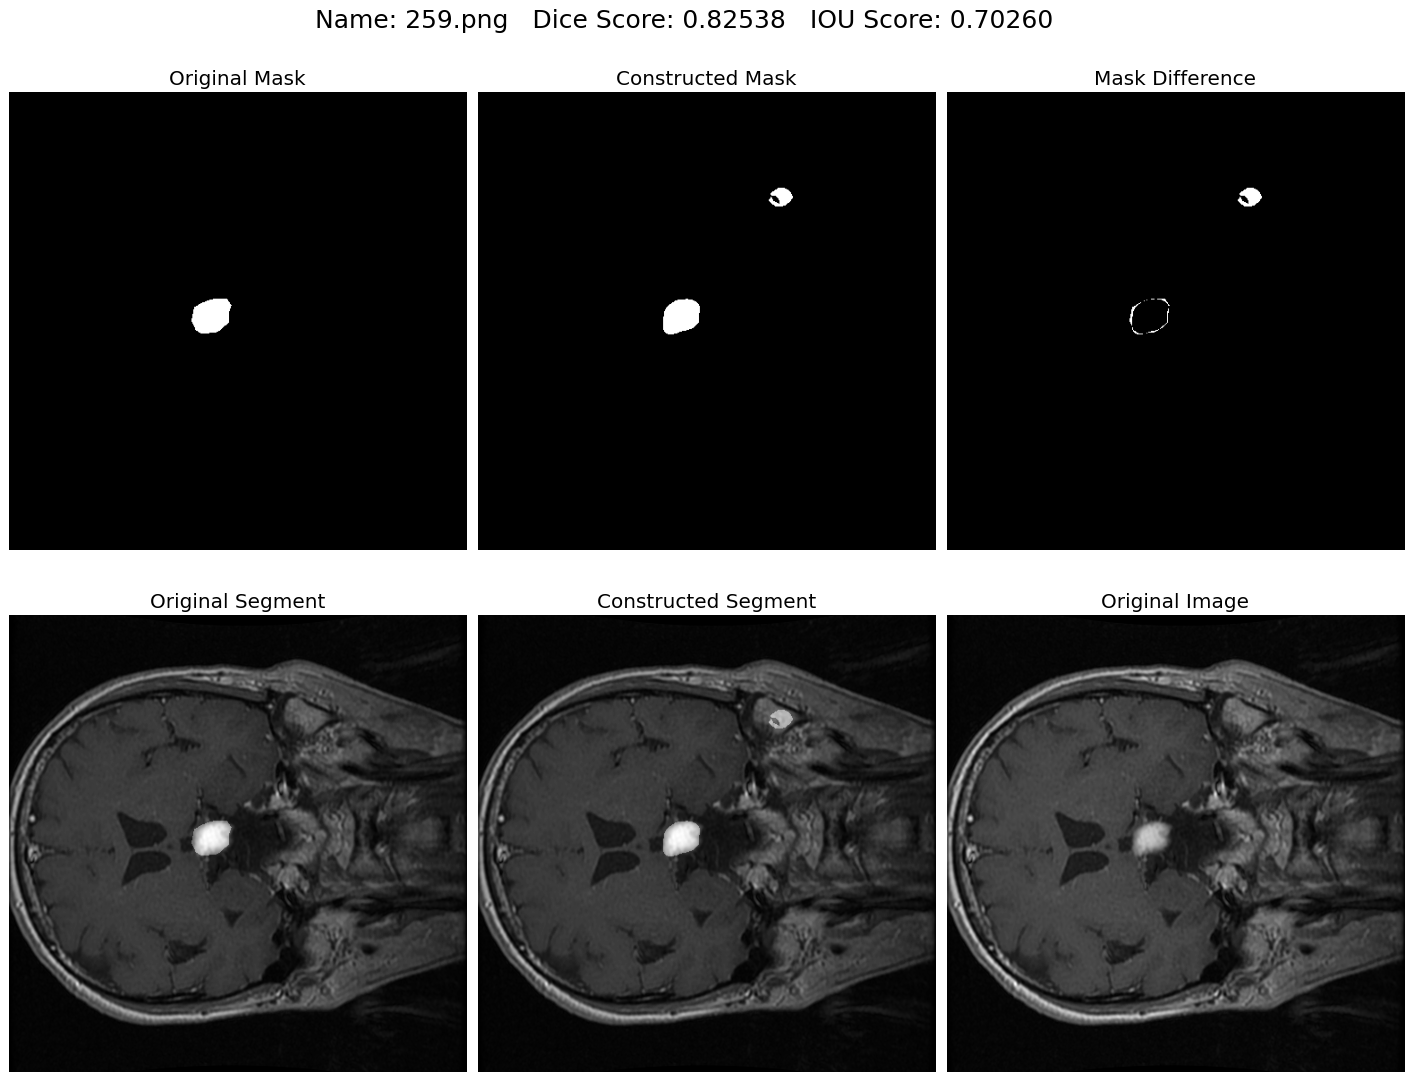 Name: 259.png   Dice Score: 0.82538   IOU Score: 0.70260
Original Mask
Constructed Mask
Mask Difference
Original Segment
Constructed Segment
Original Image